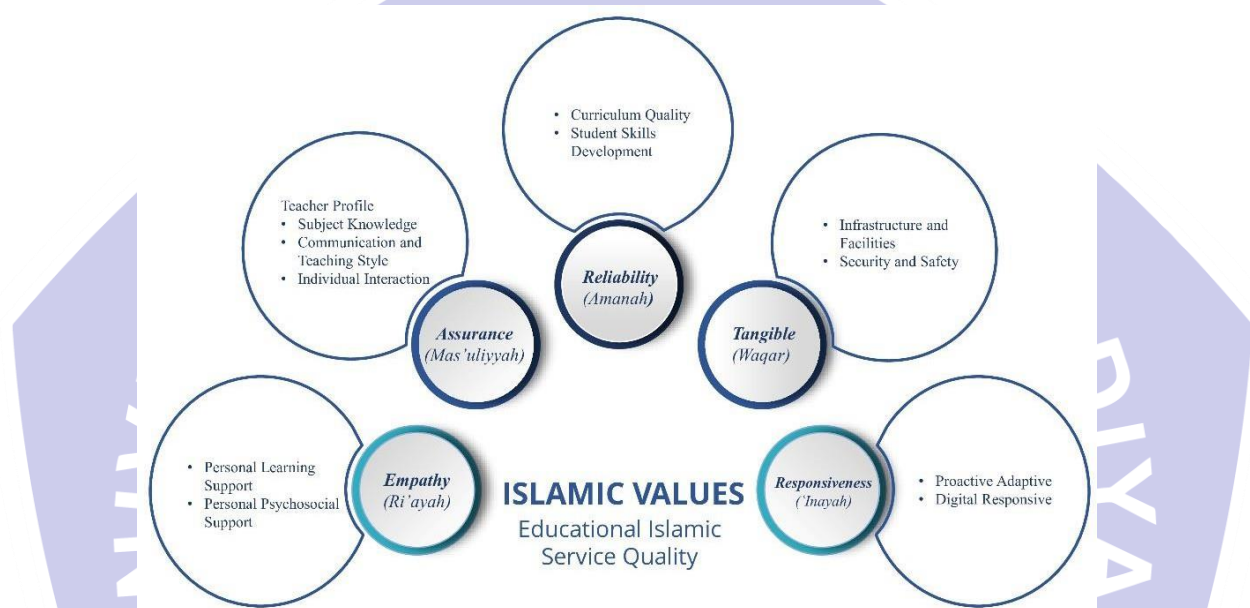 • Curriculum Quality
• Student Skills
Development
Teacher Profile
• Subject Knowledge
• Communication and
Teaching Style
• Individual Interaction
• Infrastructure and
Facilities
• Security and Safety
Reliability
(Amanah)
Assurance
(Mas'uliyyah)
Tangible
(Waqar)
• Personal Learning
Support
• Personal Psychosocial
Support
Empathy
(Ri'ayah)
ISLAMIC VALUES
Educational Islamic
Service Quality
Responsiveness
('Inayah)
• Proactive Adaptive
• Digital Responsive
DIYA